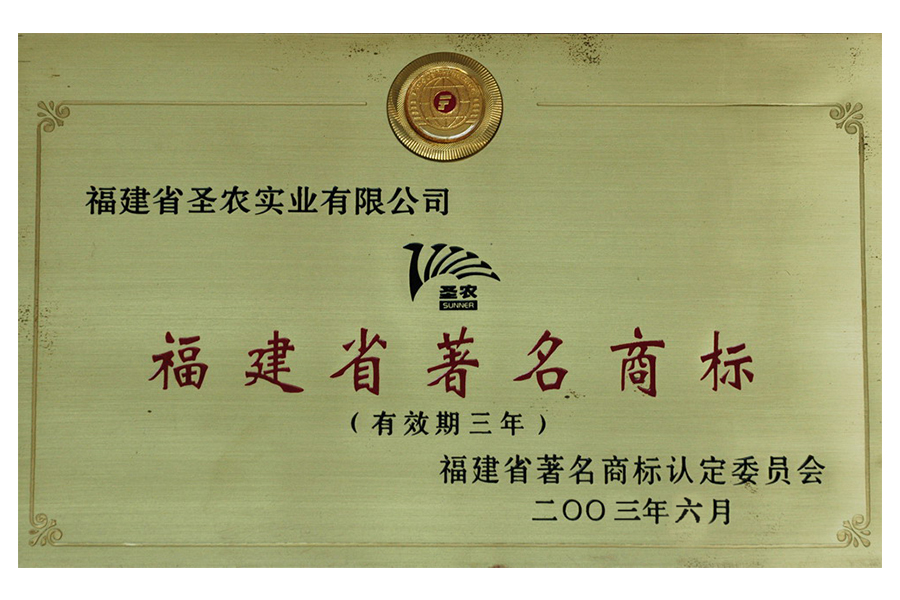 福建省圣农实业有限公司
圣农
SUNNER
福建省著名商标
（有效期三年）
福建省著名商标认定委员会
二〇〇三年六月